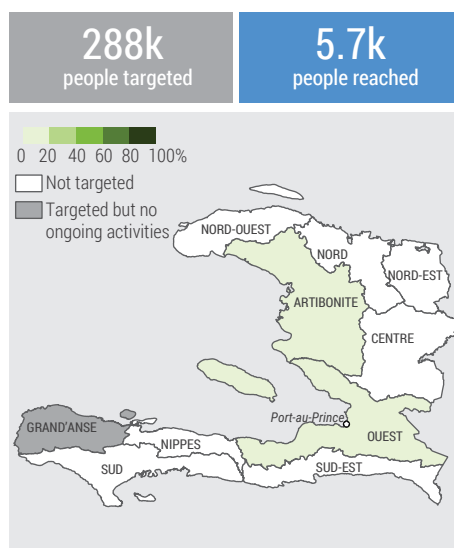 288k
people targeted
5.7k
people reached
0 20 40 60 80 100%
Not targeted
Targeted but no
ongoing activities
NORD-OUEST
NORD
NORD-EST
ARTIBONITE
CENTRE
Port-au-Prince
GRAND'ANSE
OUEST
NIPPES
SUD
SUD-EST